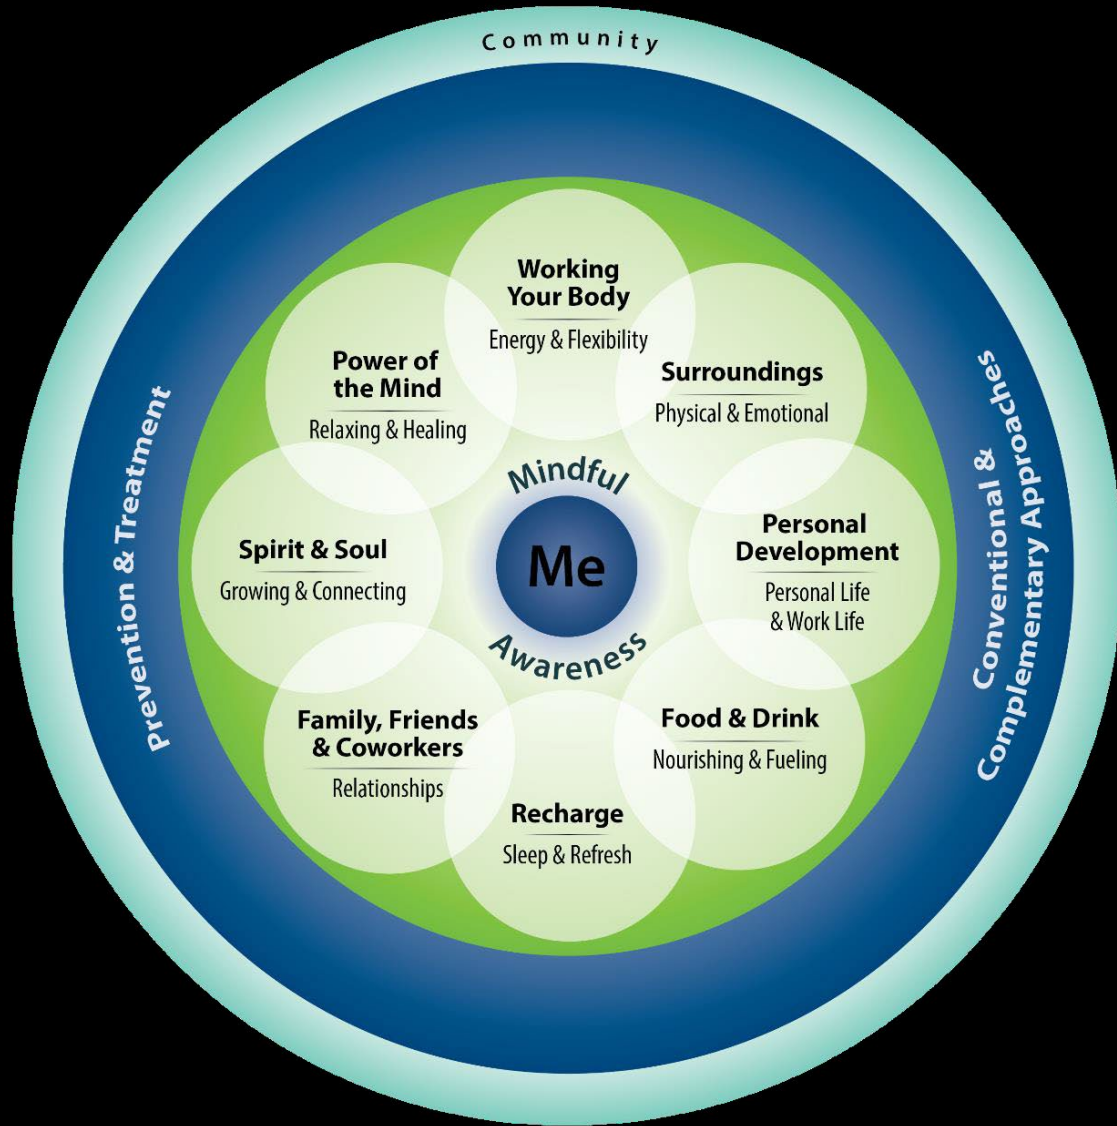 Community
Prevention & Treatment
Conventional &
Complementary Approaches
Working
Your Body
Energy & Flexibility
Surroundings
Physical & Emotional
Personal
Development
Personal Life
& Work Life
Food & Drink
Nourishing & Fueling
Recharge
Sleep & Refresh
Family, Friends
& Coworkers
Relationships
Spirit & Soul
Growing & Connecting
Power of
the Mind
Relaxing & Healing
Mindful
Me
Awareness